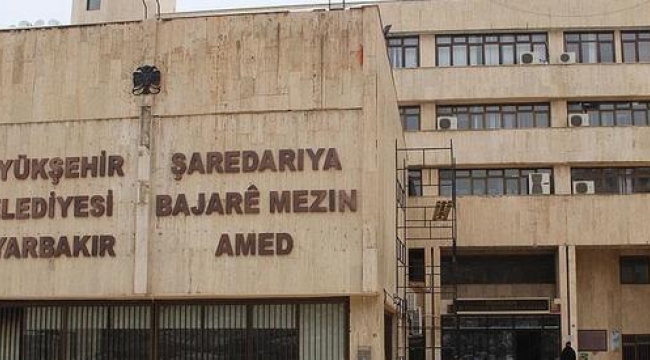 YÜKŞEHİR
LEDİYESİ
YARBAKIR
ŞAREDARIYA
BAJARÊ MEZIN
AMED